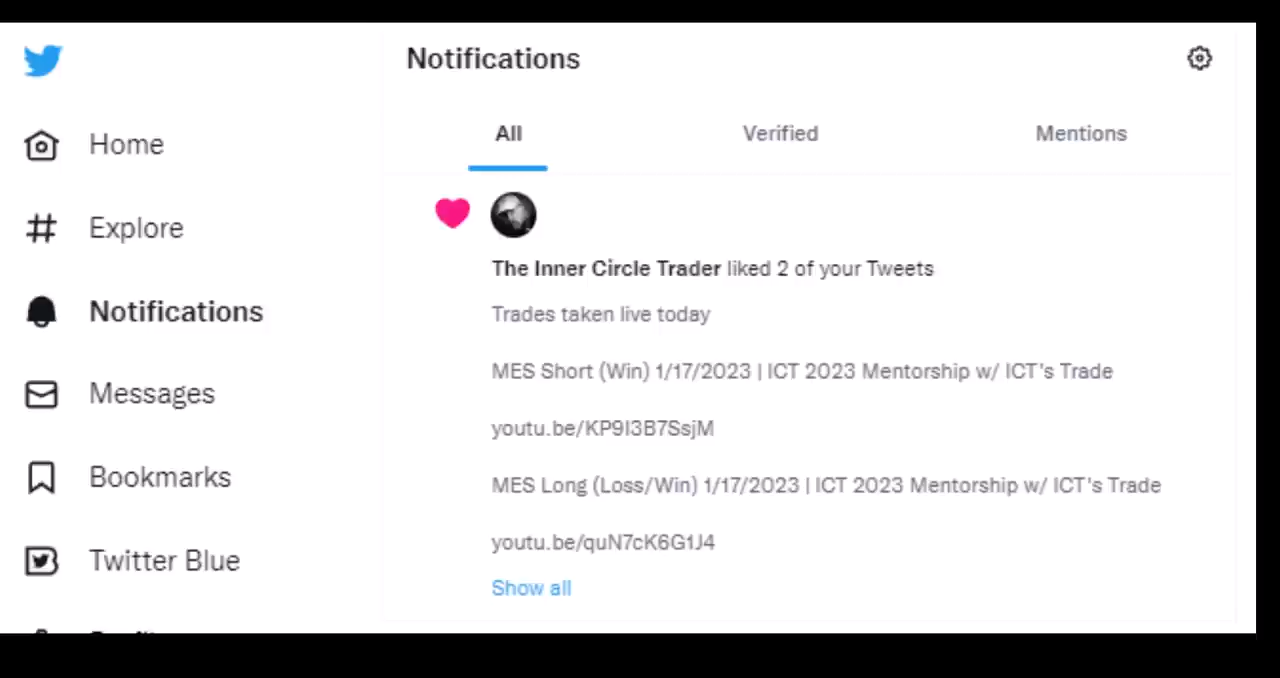 Notifications
All
Verified
Mentions
Home
Explore
Notifications
Messages
Bookmarks
Twitter Blue
The Inner Circle Trader liked 2 of your Tweets
Trades taken live today
MES Short (Win) 1/17/2023 | ICT 2023 Mentorship w/ ICT's Trade
youtu.be/KP9I3B7SsjM
MES Long (Loss/Win) 1/17/2023 | ICT 2023 Mentorship w/ ICT's Trade
youtu.be/quN7cK6G1J4
Show all